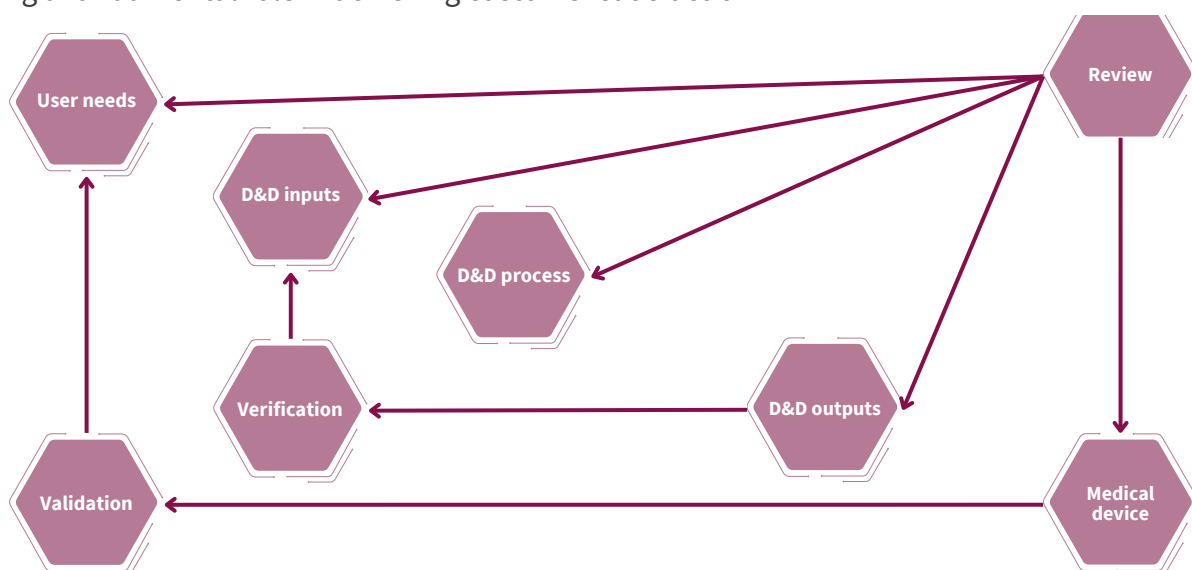 User needs
Review
D&D inputs
D&D process
Verification
D&D outputs
Validation
Medical
device